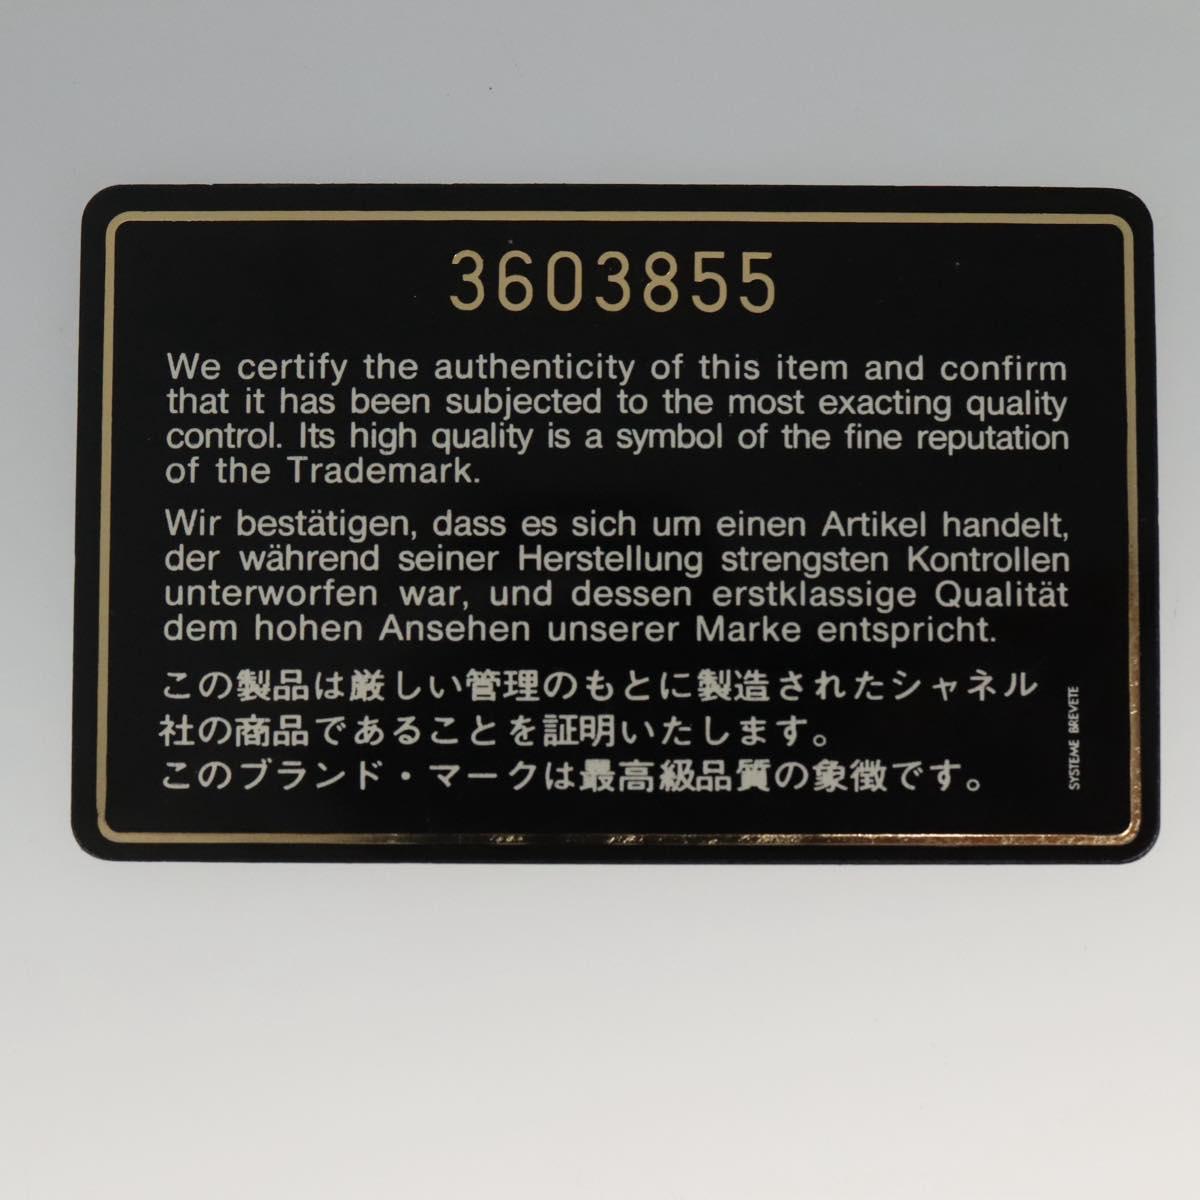 3603855
We certify the authenticity of this item and confirm
that it has been subjected to the most exacting quality
control. Its high quality is a symbol of the fine reputation
of the Trademark.
Wir bestätigen, dass es sich um einen Artikel handelt,
der während seiner Herstellung strengsten Kontrollen
unterworfen war, und dessen erstklassige Qualität
dem hohen Ansehen unserer Marke entspricht.
この製品は厳しい管理のもとに製造されたシャネル
社の商品であることを証明いたします。
このブランド・マークは最高級品質の象徴です。
SYSTEME BREVETE